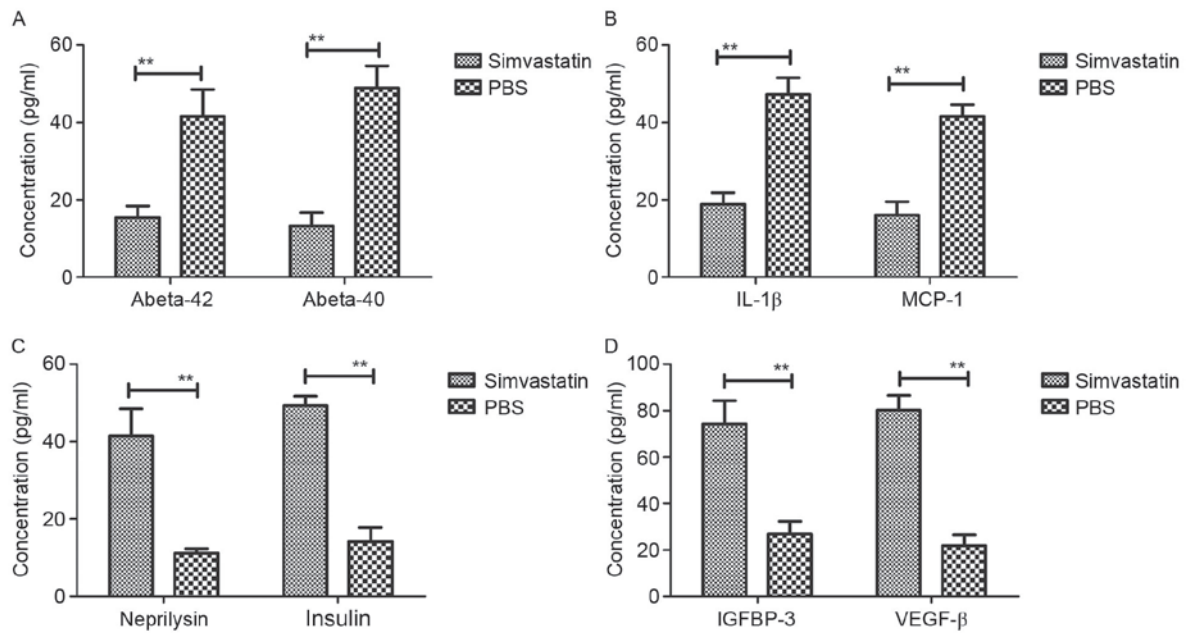 A
Concentration (pg/ml)
60
40
20
0
**
**
Simvastatin
PBS
Abeta-42 Abeta-40
B
Concentration (pg/ml)
60
40
20
0
**
**
Simvastatin
PBS
IL-1β MCP-1
C
Concentration (pg/ml)
60
40
20
0
**
**
Simvastatin
PBS
Neprilysin Insulin
D
Concentration (pg/ml)
100
80
60
40
20
0
**
**
Simvastatin
PBS
IGFBP-3 VEGF-β